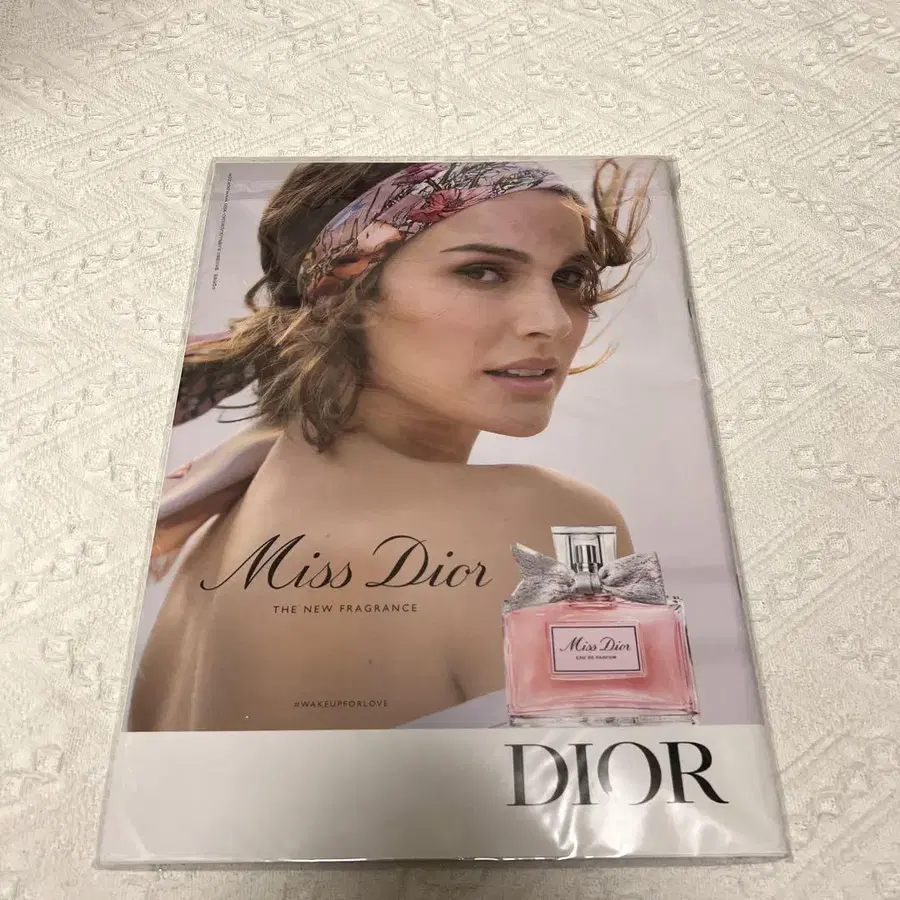 Miss Dior
THE NEW FRAGRANCE
Miss Dior
EAU DE PARFUM
#WAKEUPFORLOVE
DIOR